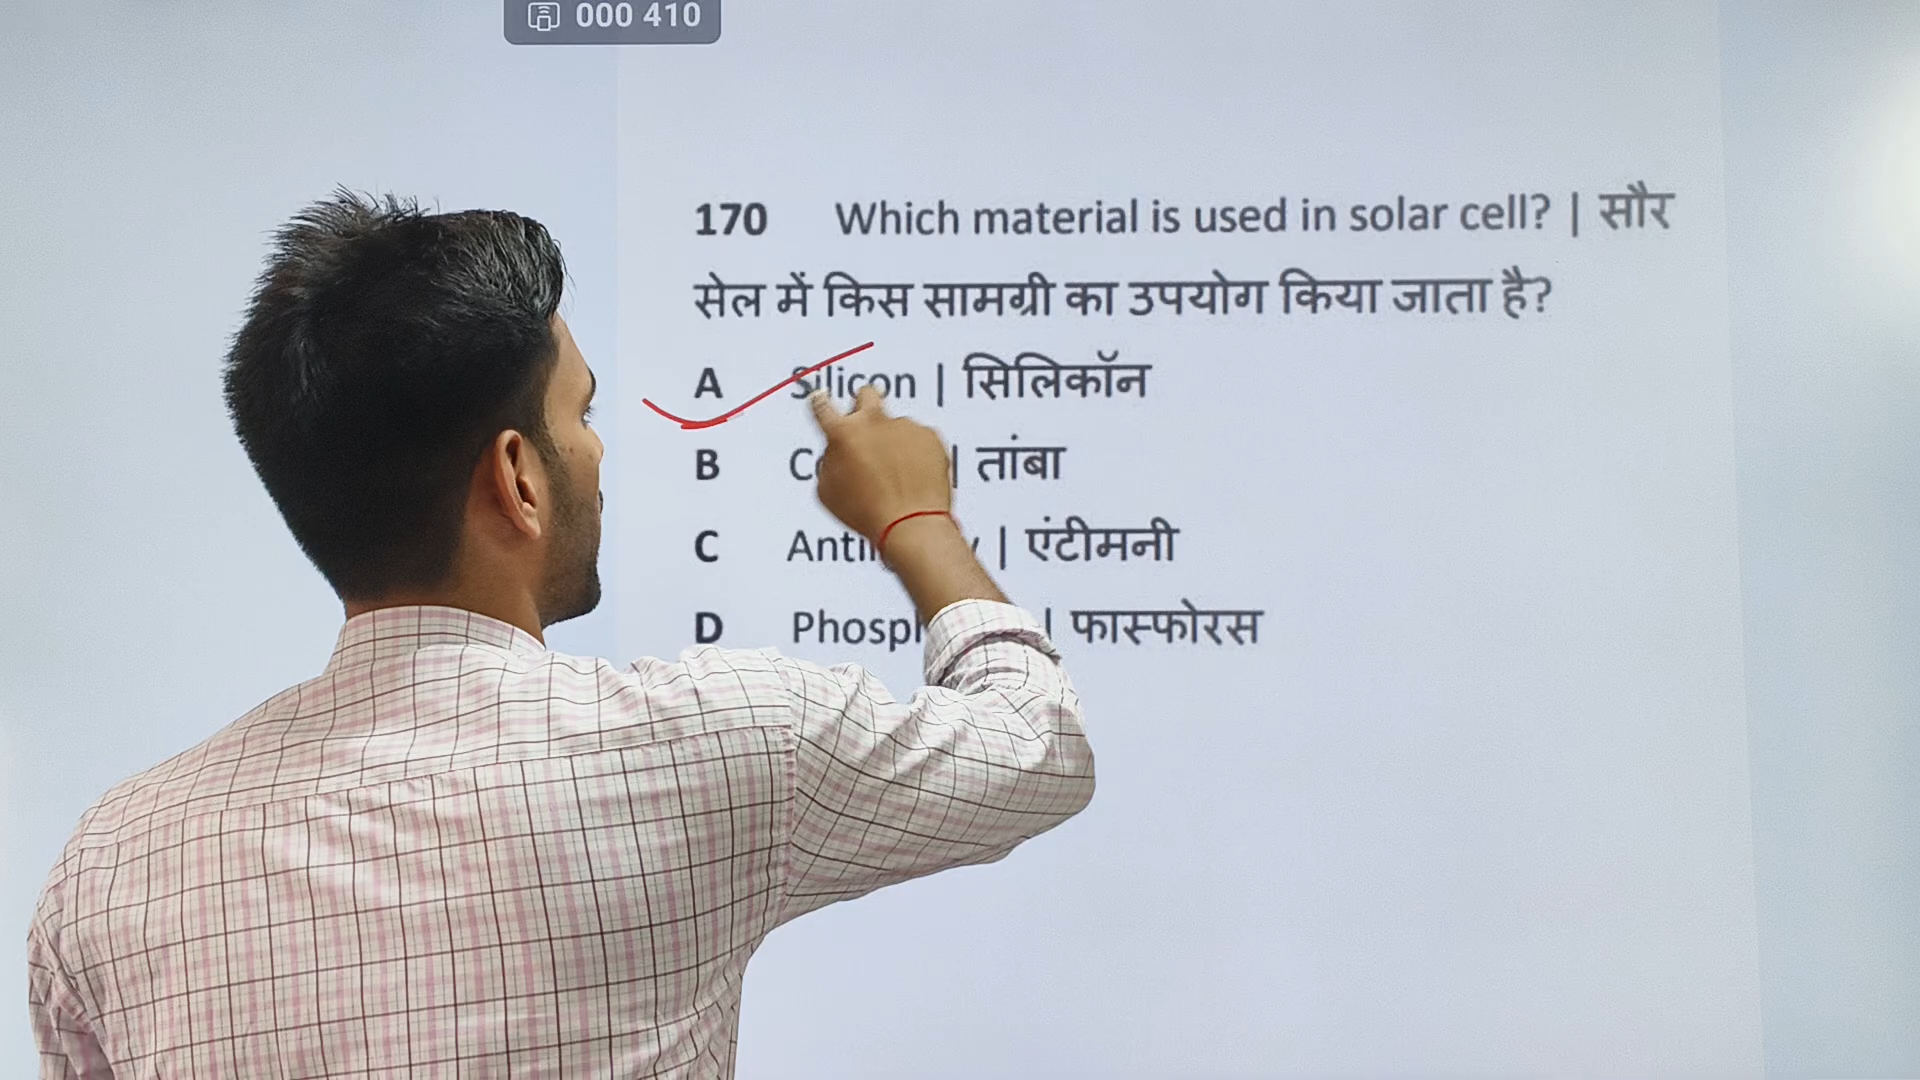 000 410
170 Which material is used in solar cell? | सौर
सेल में किस सामग्री का उपयोग किया जाता है?
A Silicon | सिलिकॉन
B | तांबा
C | एंटीमनी
D | फास्फोरस